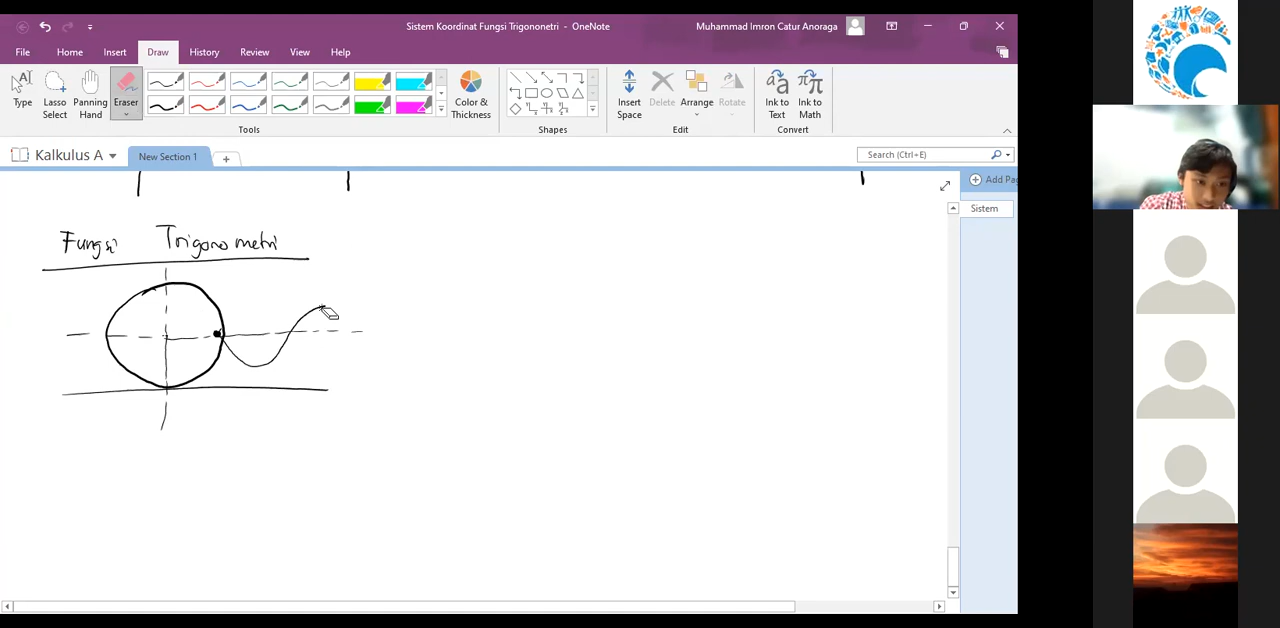 Sistem Koordinat Fungsi Trigononetri - OneNote
Muhammad Imron Catur Anoraga
File Home Insert Draw History Review View Help
Type
Lasso Select
Panning Hand
Eraser
Color & Thickness
Insert Space
Delete
Arrange
Rotate
Ink to Text
Ink to Math
Tools
Shapes
Edit
Convert
Kalkulus A
New Section 1
Search (Ctrl+E)
Add Pag
Sistem
Fungsi Trigonometri